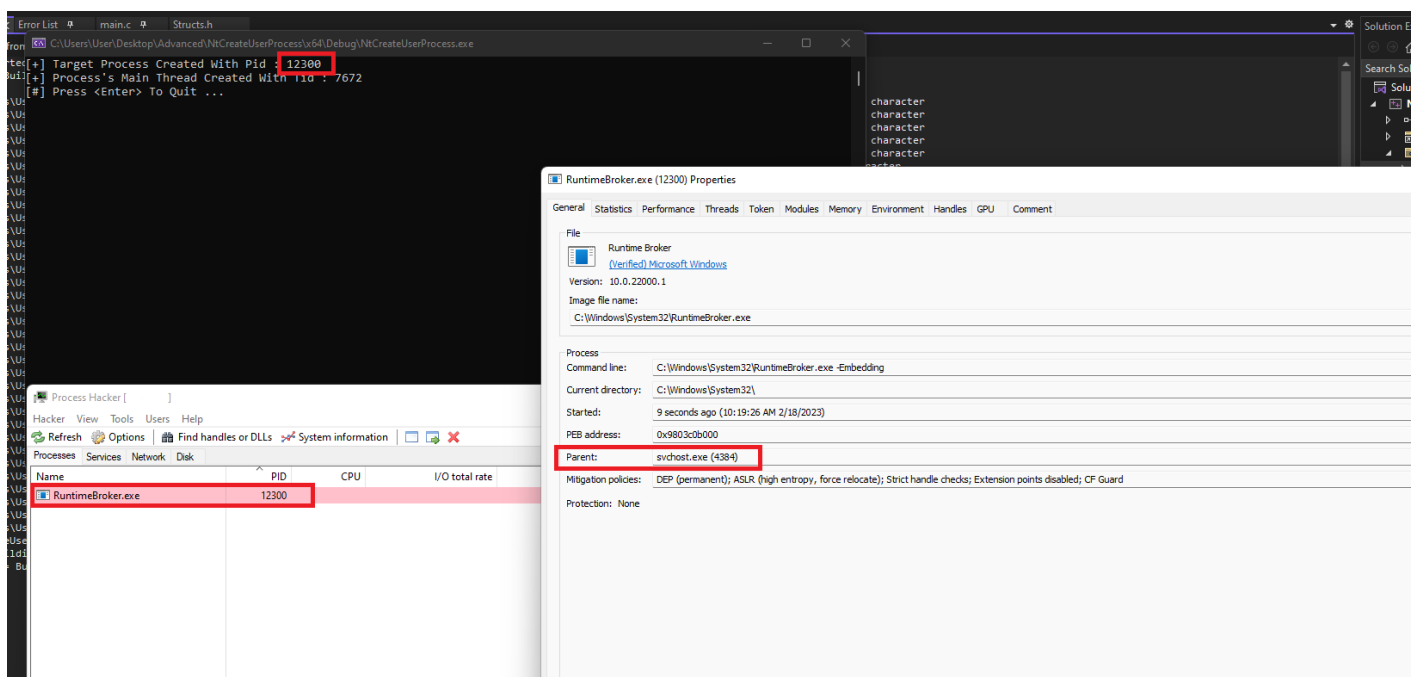 Error List main.c Structs.h
Solution E
C:\Users\User\Desktop\Advanced\NtCreateUserProcess\x64\Debug\NtCreateUserProcess.exe
[+] Target Process Created With Pid : 12300
[+] Process's Main Thread Created With Tid : 7672
[#] Press <Enter> To Quit ...
Search Sol
Solu
character
character
character
character
character
RuntimeBroker.exe (12300) Properties
General Statistics Performance Threads Token Modules Memory Environment Handles GPU Comment
File
Runtime Broker
(Verified) Microsoft Windows
Version: 10.0.22000.1
Image file name:
C:\Windows\System32\RuntimeBroker.exe
Process
Command line: C:\Windows\System32\RuntimeBroker.exe -Embedding
Current directory: C:\Windows\System32\
Started: 9 seconds ago (10:19:26 AM 2/18/2023)
PEB address: 0x9803c0b000
Parent: svchost.exe (4384)
Mitigation policies: DEP (permanent); ASLR (high entropy, force relocate); Strict handle checks; Extension points disabled; CF Guard
Protection: None
Process Hacker [ ]
Hacker View Tools Users Help
Refresh Options Find handles or DLLs System information
Processes Services Network Disk
Name PID CPU I/O total rate
RuntimeBroker.exe 12300